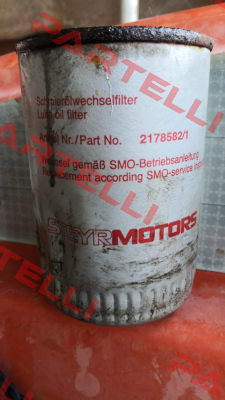 Schmierölwechselfilter
Lube oil filter
Nr./Part No. 2178582/1
gemäß SMO-Betriebsanleitung
Replacement according SMO-service
STEYRMOTORS
PARTELLI
PARTELLI
PARTELLI